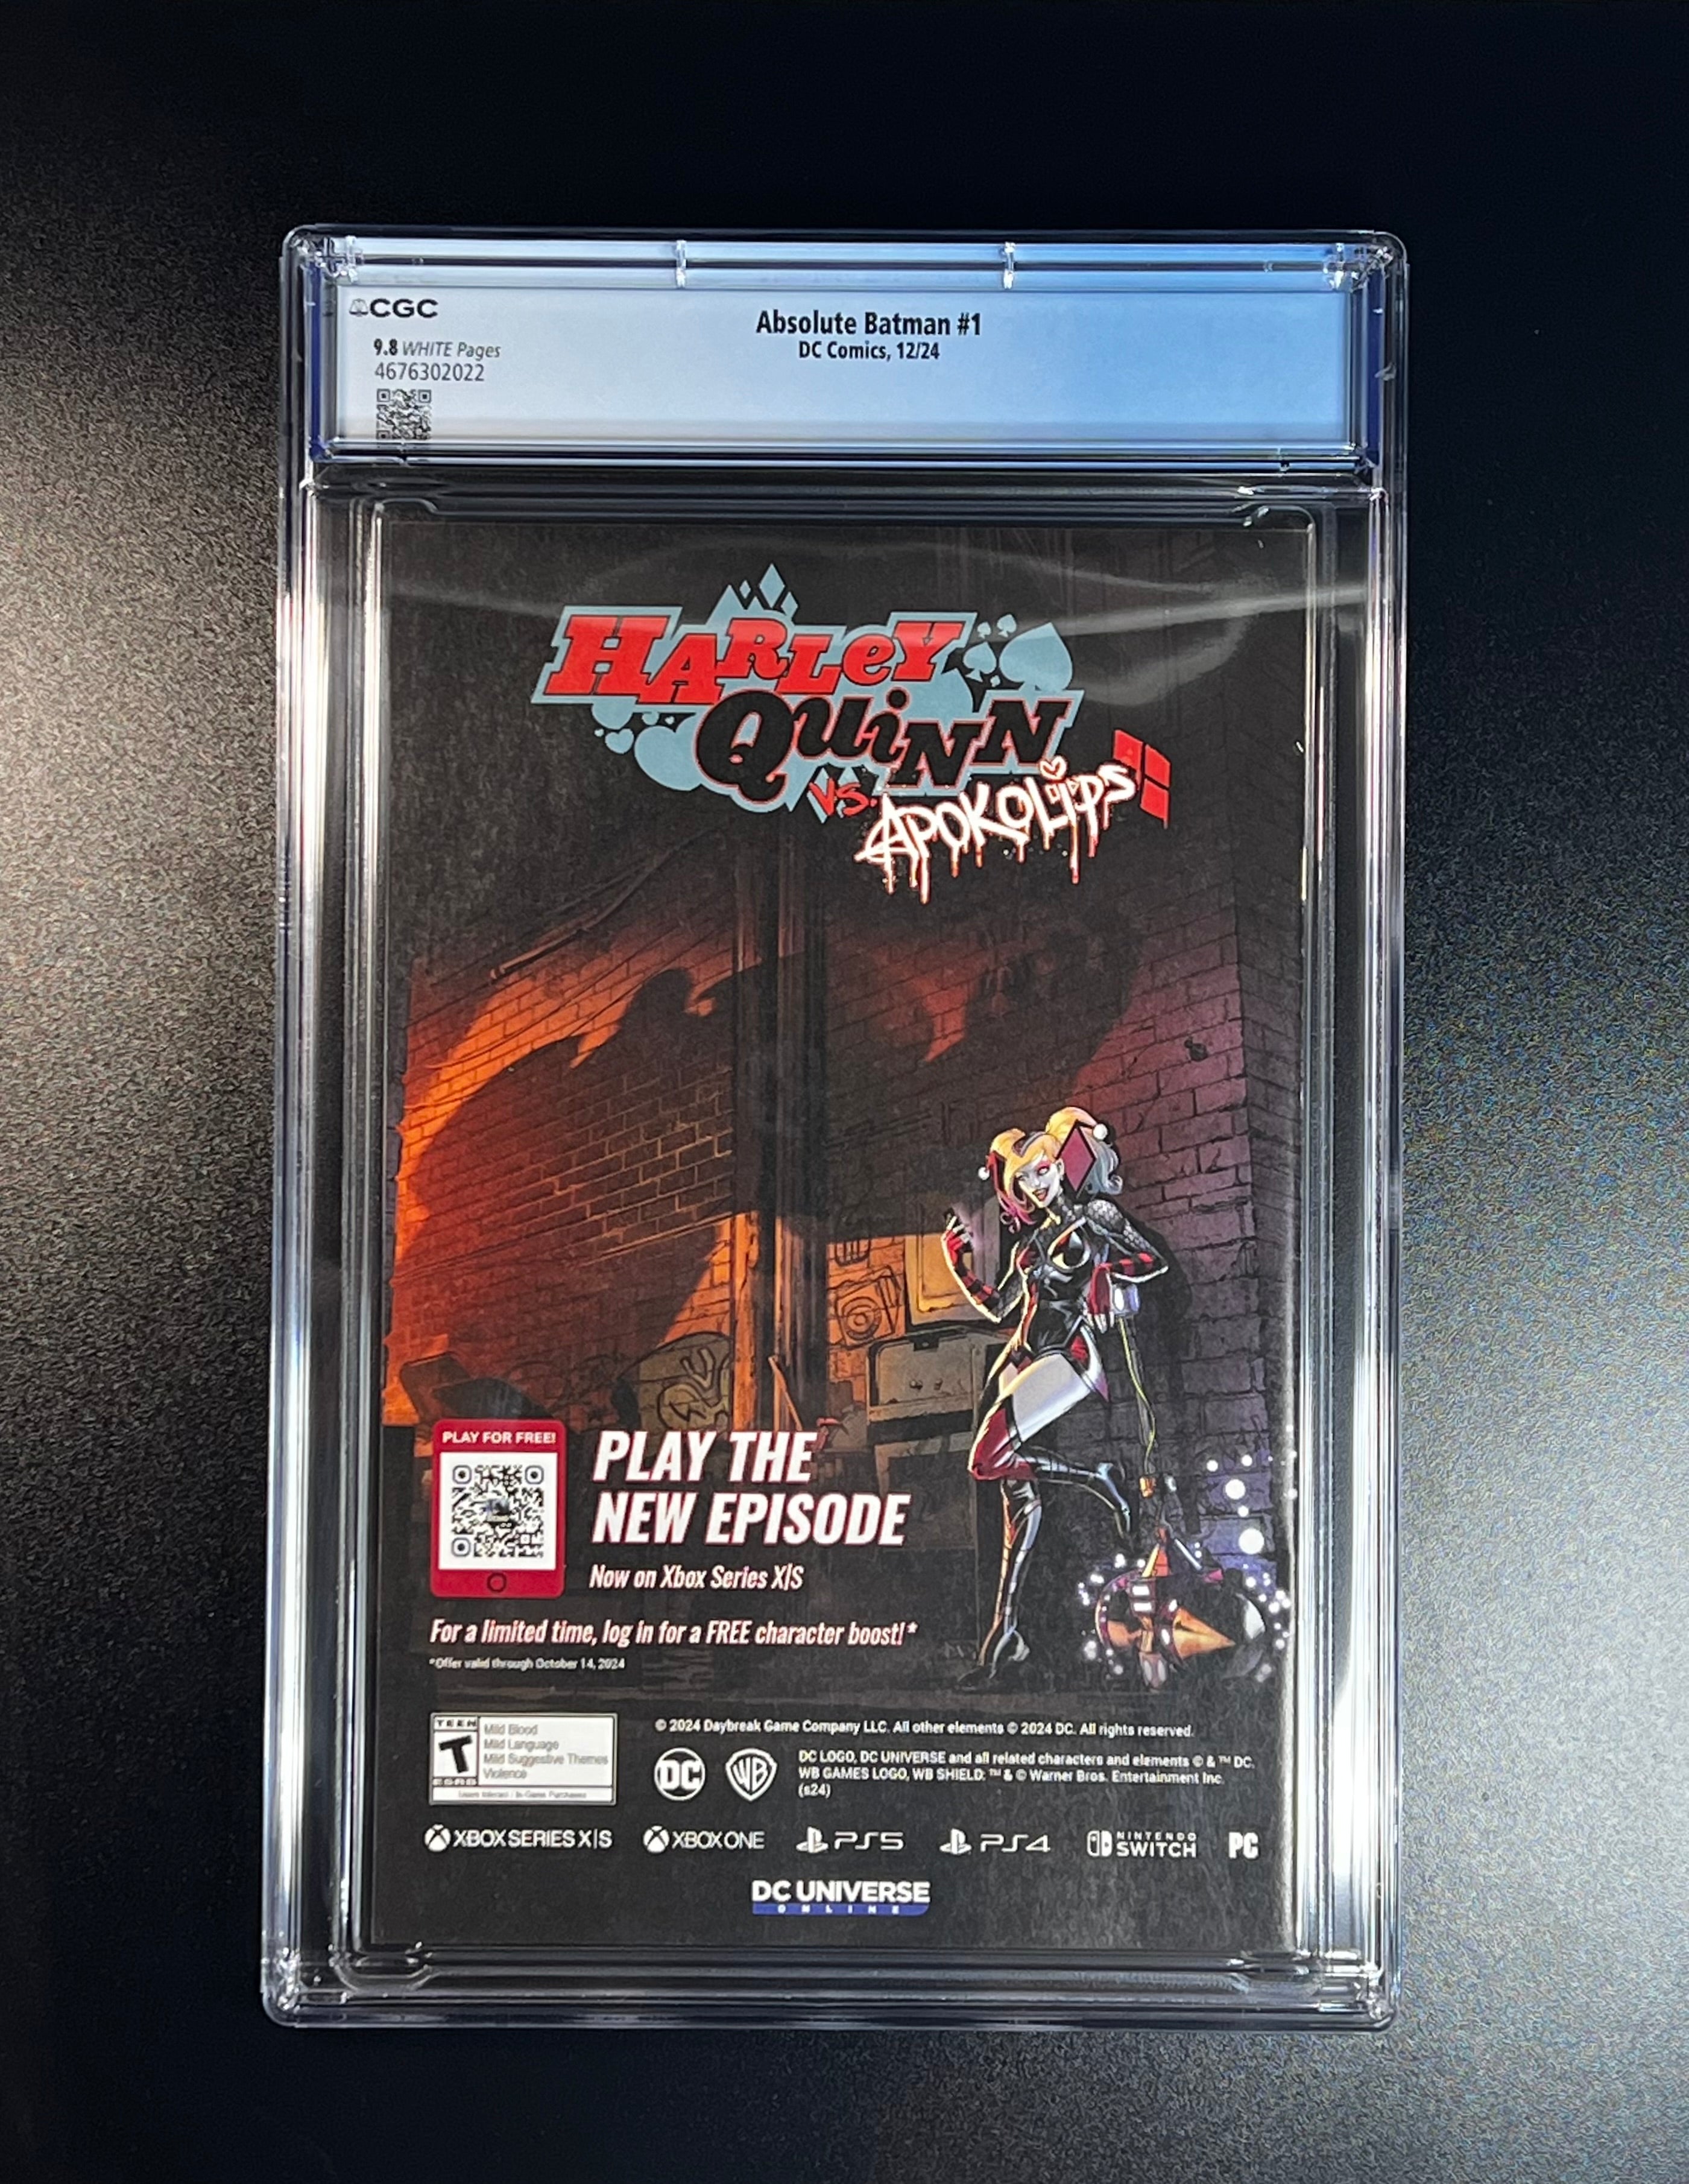 CGC
9.8 WHITE Pages
4676302022
Absolute Batman #1
DC Comics, 12/24
HARLEY
QUINN
VS. APOKOLIPS
PLAY FOR FREE!
PLAY THE
NEW EPISODE
Now on Xbox Series X|S
For a limited time, log in for a FREE character boost!*
*Offer valid through October 14, 2024
TEEN
T
ESRB
Mild Blood
Mild Language
Mild Suggestive Themes
Violence
Users Interact / In-Game Purchases
© 2024 Daybreak Game Company LLC. All other elements © 2024 DC. All rights reserved.
DC
WB
DC LOGO, DC UNIVERSE and all related characters and elements © & ™ DC.
WB GAMES LOGO, WB SHIELD: ™ & © Warner Bros. Entertainment Inc.
(s24)
XBOX SERIES X|S
XBOX ONE
PS5
PS4
NINTENDO
SWITCH
PC
DC UNIVERSE
ONLINE